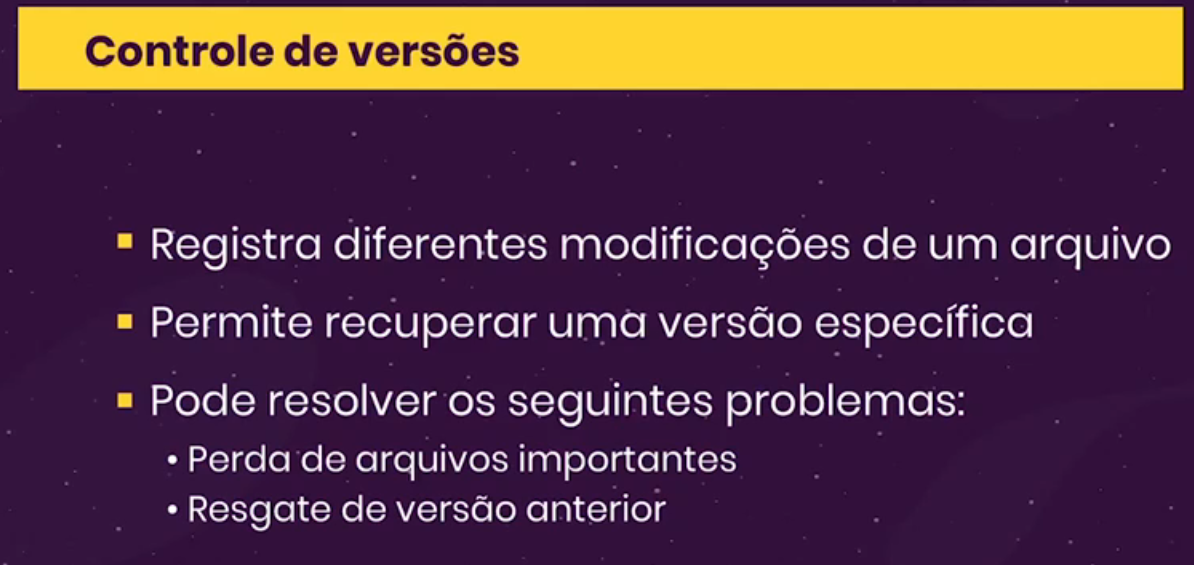 Controle de versões
Registra diferentes modificações de um arquivo
Permite recuperar uma versão específica
Pode resolver os seguintes problemas:
• Perda de arquivos importantes
• Resgate de versão anterior